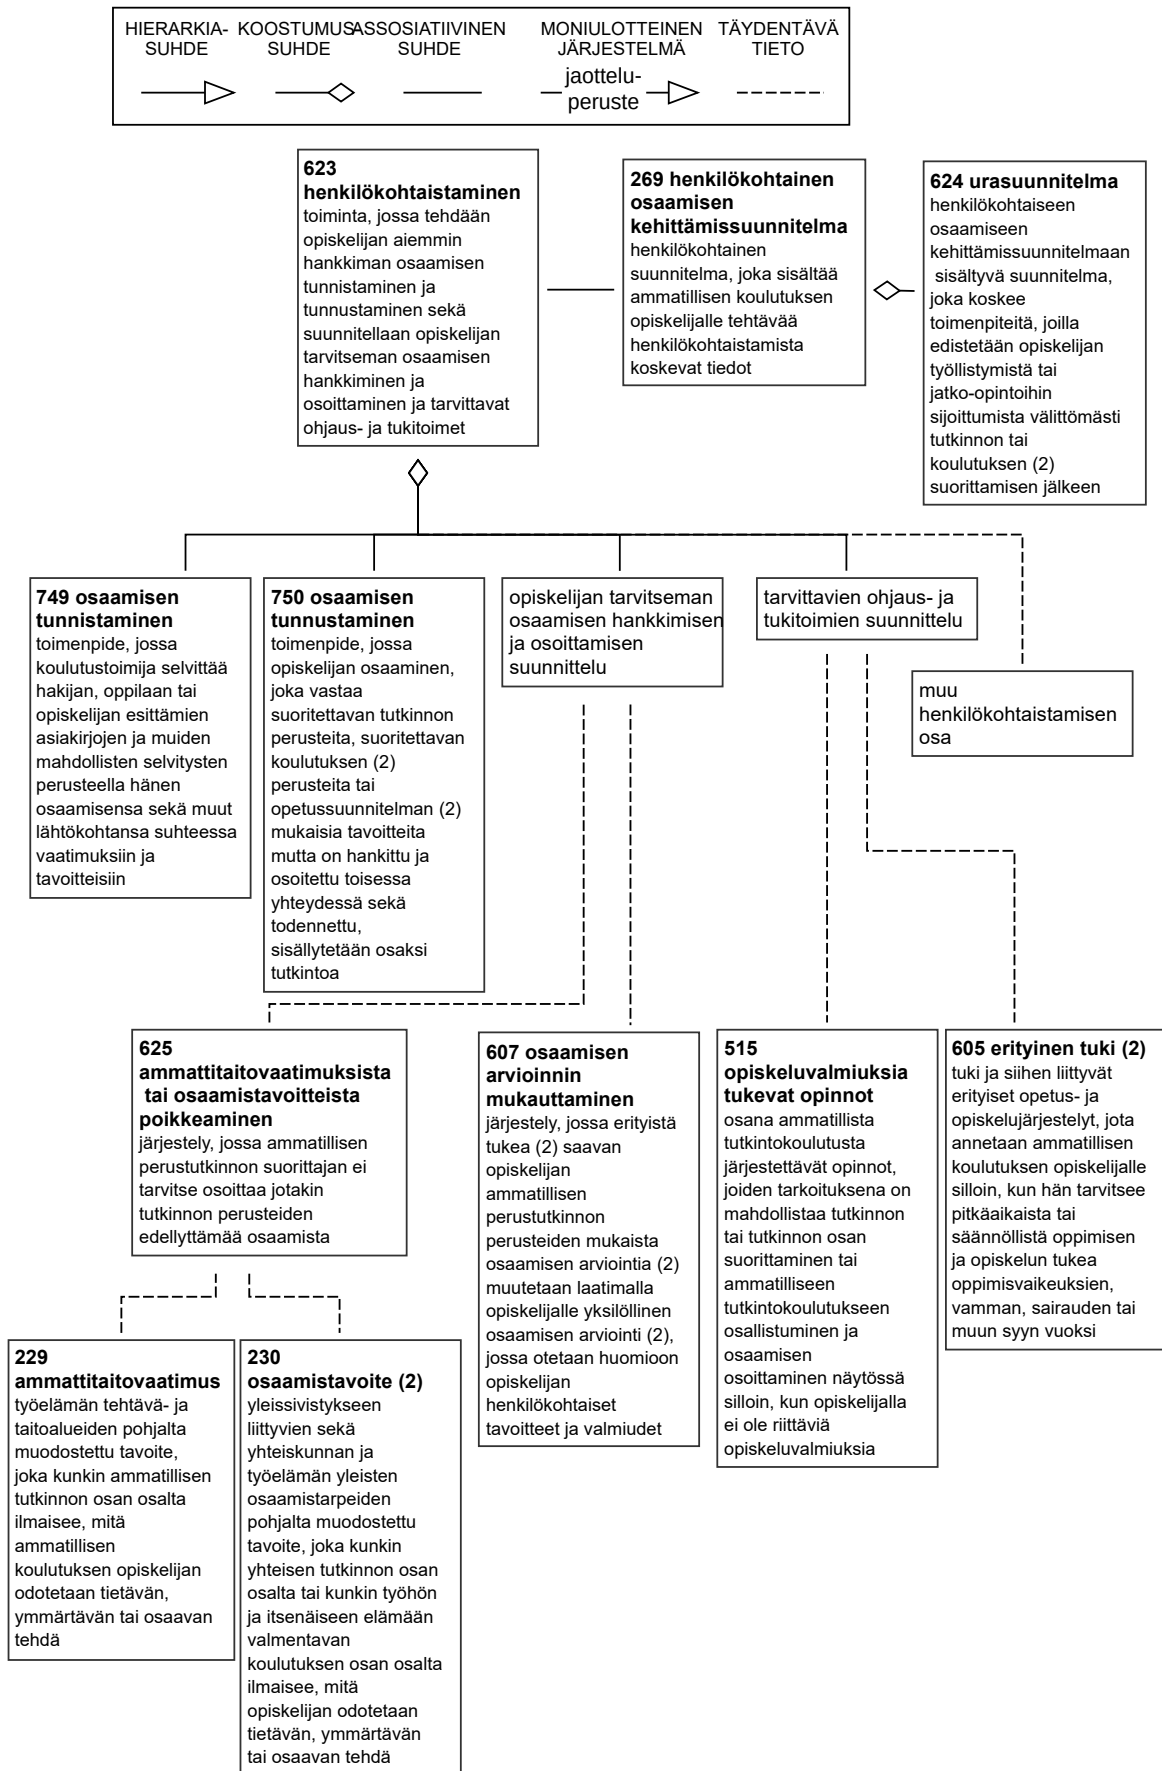 HIERARKIA-
SUHDE
KOOSTUMUS-
SUHDE
ASSOSIATIIVINEN
SUHDE
MONIULOTTEINEN
JÄRJESTELMÄ
TÄYDENTÄVÄ
TIETO
jaottelu-
peruste
623
henkilökohtaistaminen
toiminta, jossa tehdään
opiskelijan aiemmin
hankkiman osaamisen
tunnistaminen ja
tunnustaminen sekä
suunnitellaan opiskelijan
tarvitseman osaamisen
hankkiminen ja
osoittaminen ja tarvittavat
ohjaus- ja tukitoimet
269 henkilökohtainen
osaamisen
kehittämissuunnitelma
henkilökohtainen
suunnitelma, joka sisältää
ammatillisen koulutuksen
opiskelijalle tehtävää
henkilökohtaistamista
koskevat tiedot
624 urasuunnitelma
henkilökohtaiseen
osaamiseen
kehittämissuunnitelmaan
sisältyvä suunnitelma,
joka koskee
toimenpiteitä, joilla
edistetään opiskelijan
työllistymistä tai
jatko-opintoihin
sijoittumista välittömästi
tutkinnon tai
koulutuksen (2)
suorittamisen jälkeen
749 osaamisen
tunnistaminen
toimenpide, jossa
koulutustoimija selvittää
hakijan, oppilaan tai
opiskelijan esittämien
asiakirjojen ja muiden
mahdollisten selvitysten
perusteella hänen
osaamisensa sekä muut
lähtökohtansa suhteessa
vaatimuksiin ja
tavoitteisiin
750 osaamisen
tunnustaminen
toimenpide, jossa
opiskelijan osaaminen,
joka vastaa
suoritettavan tutkinnon
perusteita, suoritettavan
koulutuksen (2)
perusteita tai
opetussuunnitelman (2)
mukaisia tavoitteita
mutta on hankittu ja
osoitettu toisessa
yhteydessä sekä
todennettu,
sisällytetään osaksi
tutkintoa
opiskelijan tarvitseman
osaamisen hankkimisen
ja osoittamisen
suunnittelu
tarvittavien ohjaus- ja
tukitoimien suunnittelu
muu
henkilökohtaistamisen
osa
625
ammattitaitovaatimuksista
tai osaamistavoitteista
poikkeaminen
järjestely, jossa ammatillisen
perustutkinnon suorittajan ei
tarvitse osoittaa jotakin
tutkinnon perusteiden
edellyttämää osaamista
607 osaamisen
arvioinnin
mukauttaminen
järjestely, jossa erityistä
tukea (2) saavan
opiskelijan
ammatillisen
perustutkinnon
perusteiden mukaista
osaamisen arviointia (2)
muutetaan laatimalla
opiskelijalle yksilöllinen
osaamisen arviointi (2),
jossa otetaan huomioon
opiskelijan
henkilökohtaiset
tavoitteet ja valmiudet
515
opiskeluvalmiuksia
tukevat opinnot
osana ammatillista
tutkintokoulutusta
järjestettävät opinnot,
joiden tarkoituksena on
mahdollistaa tutkinnon
tai tutkinnon osan
suorittaminen tai
ammatilliseen
tutkintokoulutukseen
osallistuminen ja
osaamisen
osoittaminen näytössä
silloin, kun opiskelijalla
ei ole riittäviä
opiskeluvalmiuksia
605 erityinen tuki (2)
tuki ja siihen liittyvät
erityiset opetus- ja
opiskelujärjestelyt, jota
annetaan ammatillisen
koulutuksen opiskelijalle
silloin, kun hän tarvitsee
pitkäaikaista tai
säännöllistä oppimisen
ja opiskelun tukea
oppimisvaikeuksien,
vamman, sairauden tai
muun syyn vuoksi
229
ammattitaitovaatimus
työelämän tehtävä- ja
taitoalueiden pohjalta
muodostettu tavoite,
joka kunkin ammatillisen
tutkinnon osan osalta
ilmaisee, mitä
ammatillisen
koulutuksen opiskelijan
odotetaan tietävän,
ymmärtävän tai osaavan
tehdä
230
osaamistavoite (2)
yleissivistykseen
liittyvien sekä
yhteiskunnan ja
työelämän yleisten
osaamistarpeiden
pohjalta muodostettu
tavoite, joka kunkin
yhteisen tutkinnon osan
osalta tai kunkin työhön
ja itsenäiseen elämään
valmentavan
koulutuksen osan osalta
ilmaisee, mitä
opiskelijan odotetaan
tietävän, ymmärtävän
tai osaavan tehdä